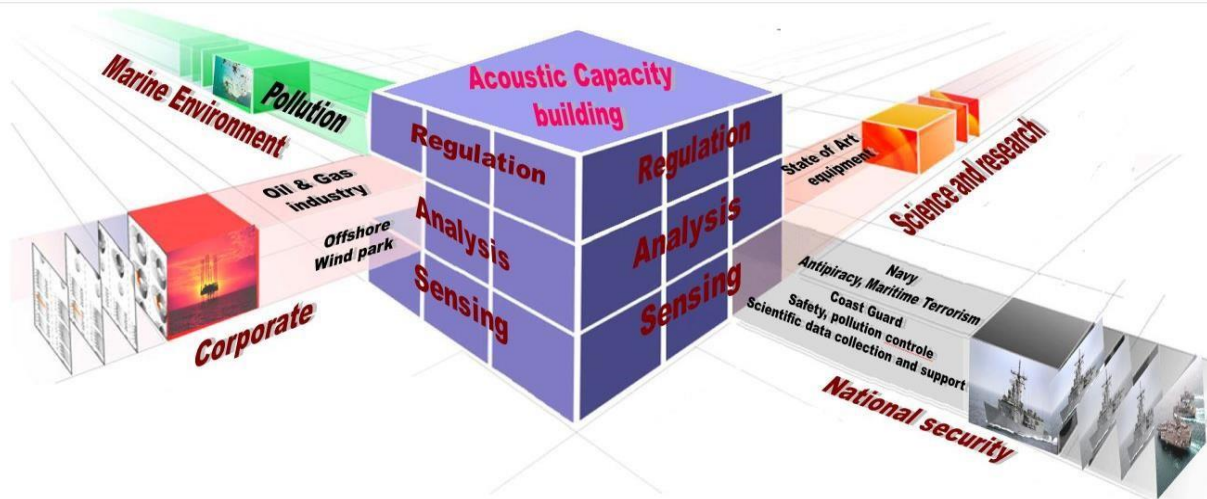 Acoustic Capacity
building
Regulation
Analysis
Sensing
Regulation
Analysis
Sensing
Pollution
Marine Environment
Oil & Gas
industry
Offshore
Wind park
Corporate
State of Art
equipment
Science and research
Navy
Antipiracy, Maritime Terrorism
Coast Guard
Safety, pollution controle
Scientific data collection and support
National security